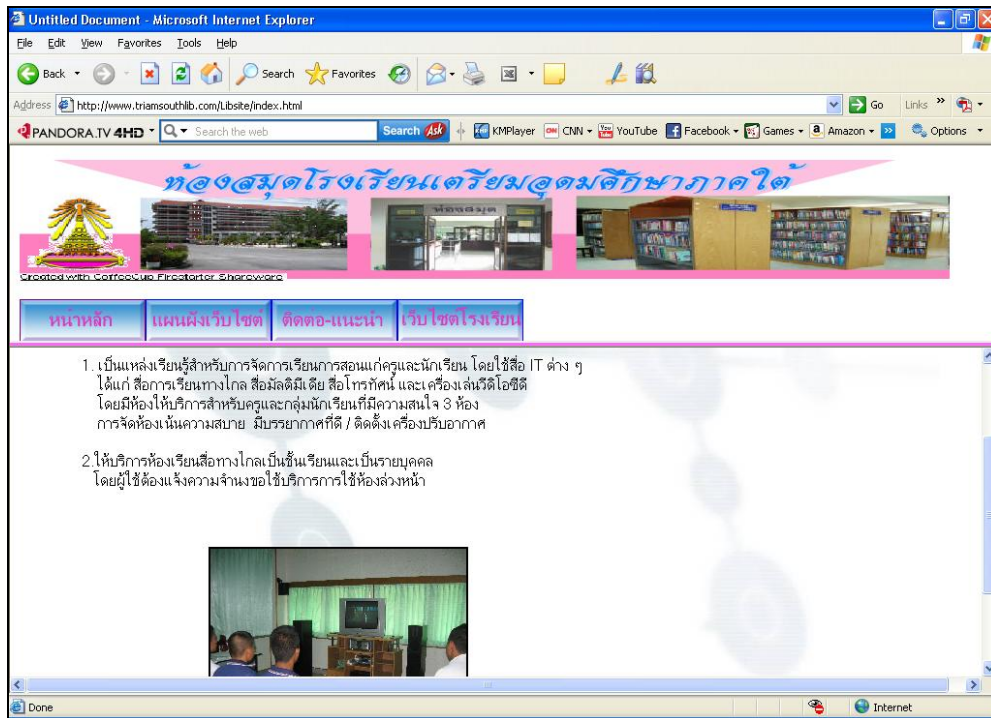 Untitled Document - Microsoft Internet Explorer
File Edit View Favorites Tools Help
Back Search Favorites
Address http://www.triamsouthlib.com/Libsite/index.html Go Links
PANDORA.TV 4HD Search the web Search Ask KMPlayer CNN YouTube Facebook Games Amazon Options
ห้องสมุดโรงเรียนเตรียมอุดมศึกษาภาคใต้
ห้องสมุด
Created with CoffeeCup Firestarter Shareware
หน้าหลัก แผนผังเว็บไซต์ ติดต่อ-แนะนำ เว็บไซต์โรงเรียน
1. เป็นแหล่งเรียนรู้สำหรับการจัดการเรียนการสอนแก่ครูและนักเรียน โดยใช้สื่อ IT ต่าง ๆ
ได้แก่ สื่อการเรียนทางไกล สื่อมัลติมีเดีย สื่อโทรทัศน์ และเครื่องเล่นวีดิโอซีดี
โดยมีห้องให้บริการสำหรับครูและกลุ่มนักเรียนที่มีความสนใจ 3 ห้อง
การจัดห้องเน้นความสบาย มีบรรยากาศที่ดี / ติดตั้งเครื่องปรับอากาศ
2.ให้บริการห้องเรียนสื่อทางไกลเป็นชั้นเรียนและเป็นรายบุคคล
โดยผู้ใช้ต้องแจ้งความจำนงขอใช้บริการการใช้ห้องล่วงหน้า
Done Internet